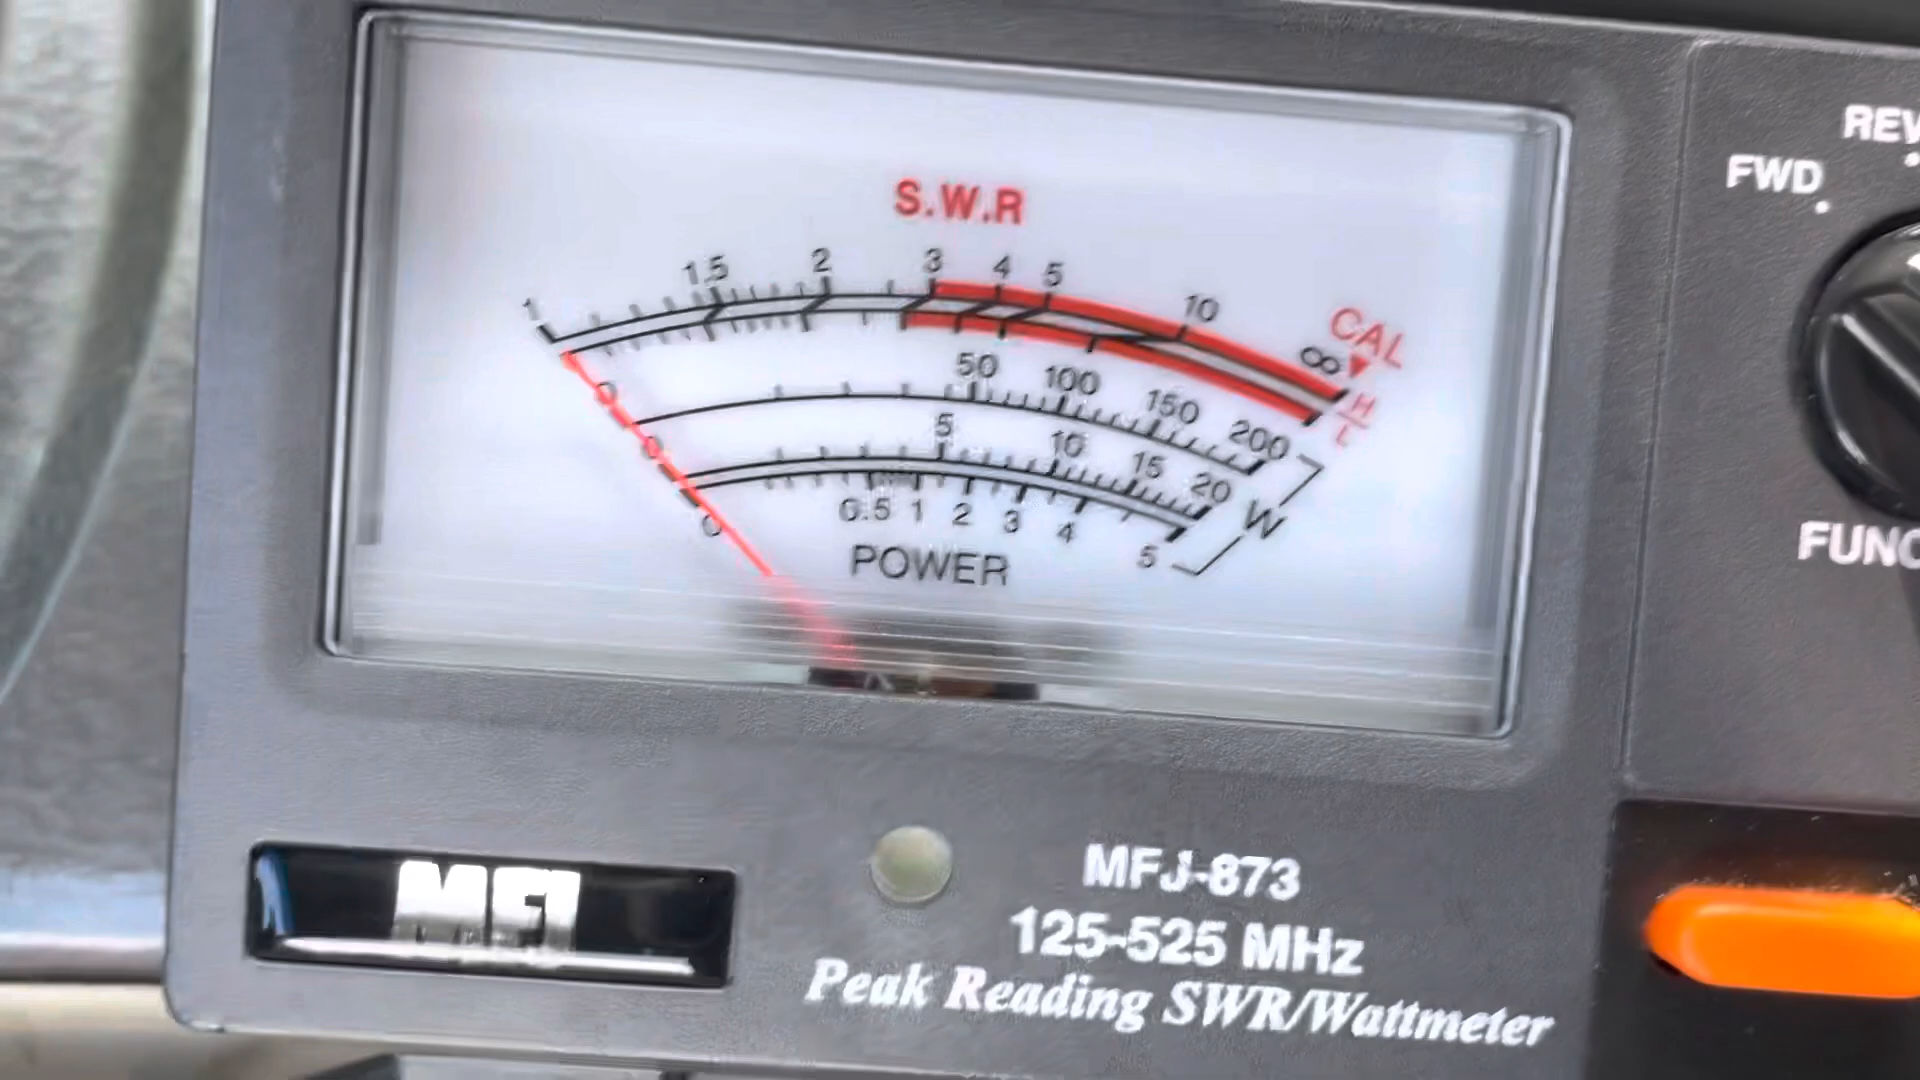 S.W.R
1 1.5 2 3 4 5 10 ∞ CAL
H
L
0 50 100 150 200
0 5 10 15 20 W
0 0.5 1 2 3 4 5
POWER
REV
FWD
FUNC
MFJ
MFJ-873
125-525 MHz
Peak Reading SWR/Wattmeter